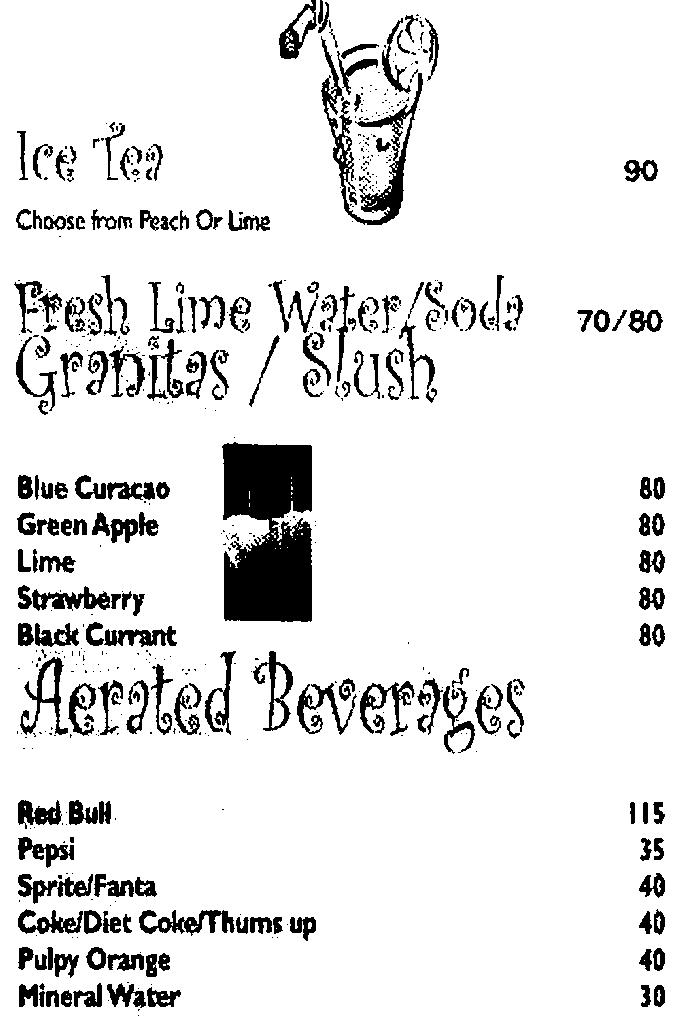 Ice Tea 90
Choose from Peach Or Lime
Fresh Lime Water/Soda 70/80
Granitas / Slush
Blue Curacao 80
Green Apple 80
Lime 80
Strawberry 80
Black Currant 80
Aerated Beverages
Red Bull 115
Pepsi 35
Sprite/Fanta 40
Coke/Diet Coke/Thums up 40
Pulpy Orange 40
Mineral Water 30